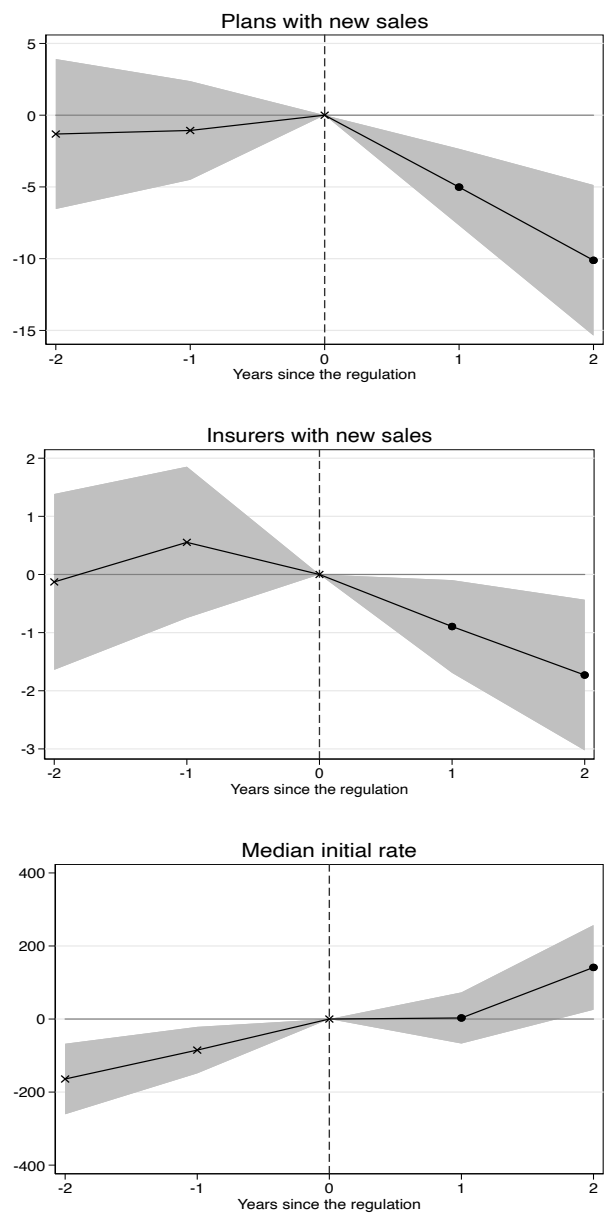 Plans with new sales
5
0
-5
-10
-15
-2 -1 0 1 2
Years since the regulation
Insurers with new sales
2
1
0
-1
-2
-3
-2 -1 0 1 2
Years since the regulation
Median initial rate
400
200
0
-200
-400
-2 -1 0 1 2
Years since the regulation